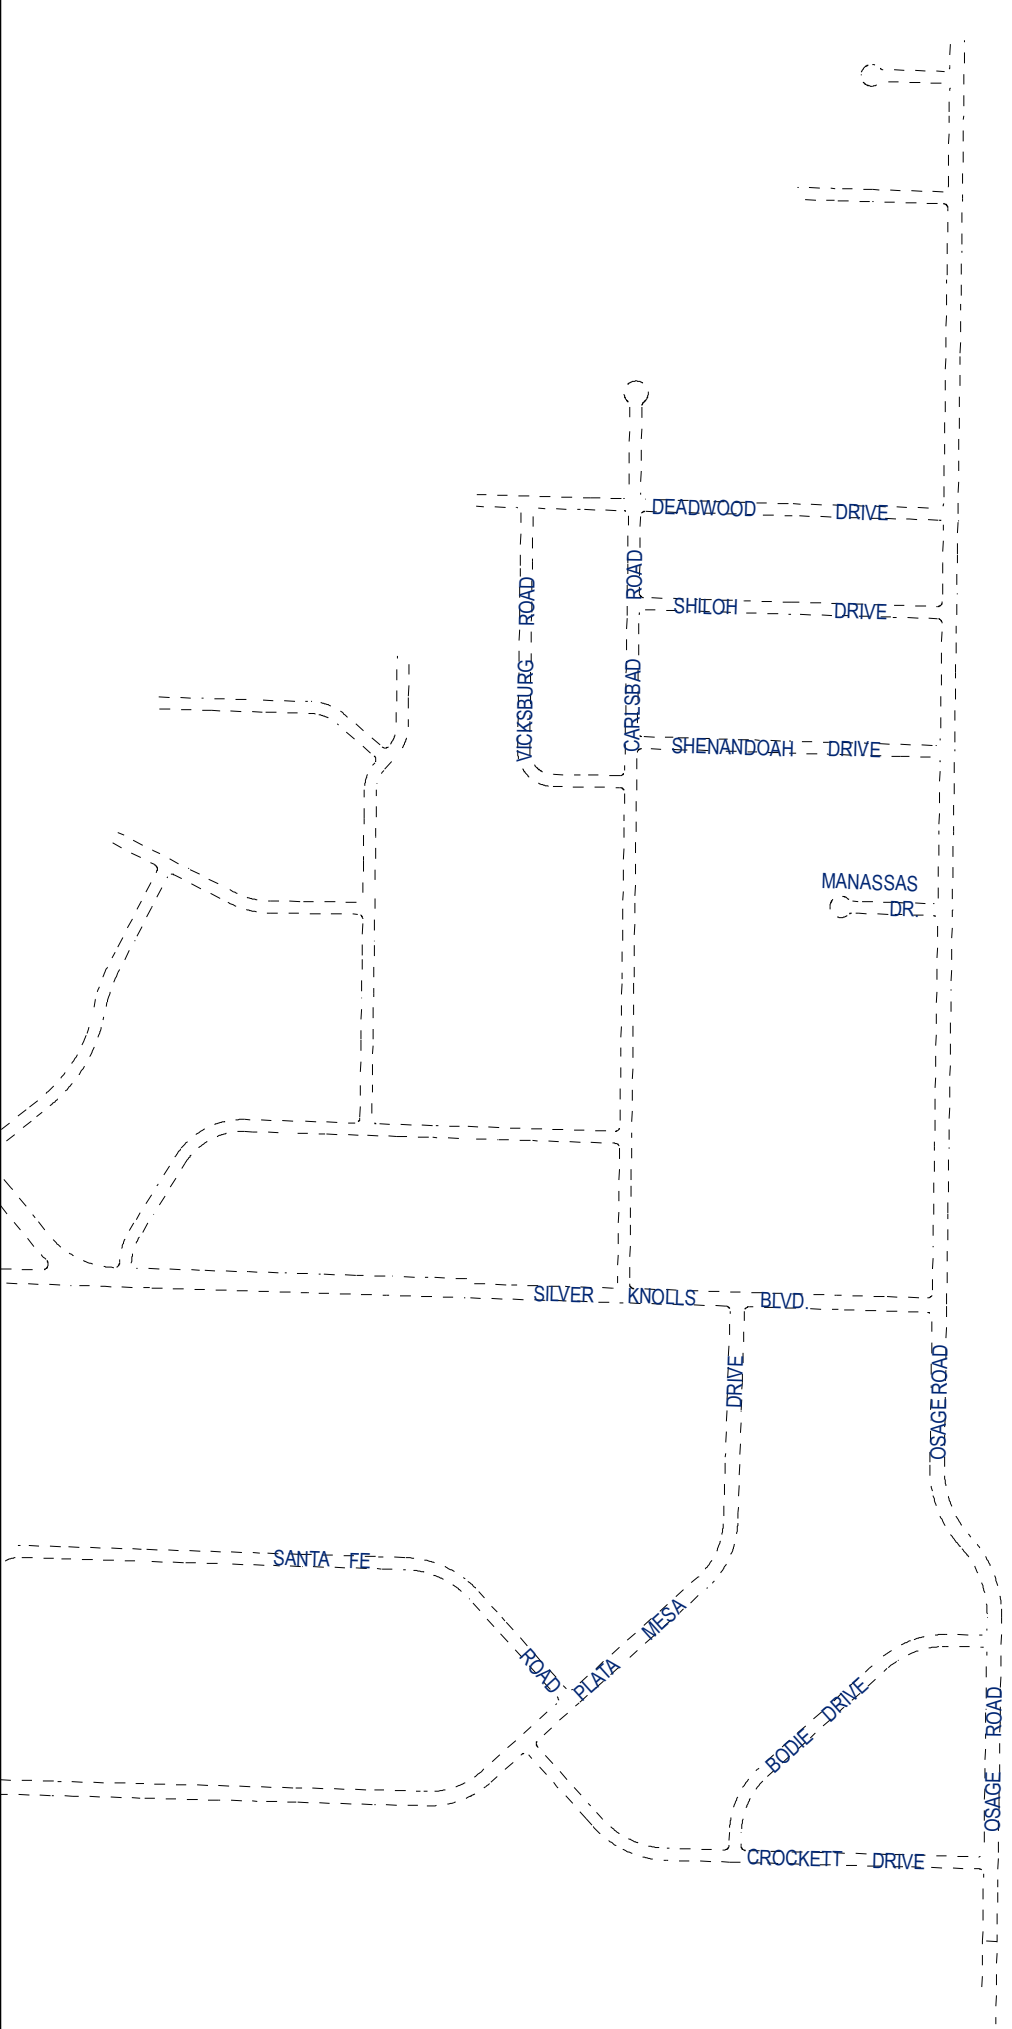 DEADWOOD DRIVE
ROAD
ROAD
SHILOH DRIVE
VICKSBURG
CARLSBAD
SHENANDOAH DRIVE
MANASSAS
DR.
SILVER KNOLLS BLVD.
DRIVE
OSAGE ROAD
SANTA FE
ROAD
PLATA MESA
BODIE DRIVE
OSAGE ROAD
CROCKETT DRIVE